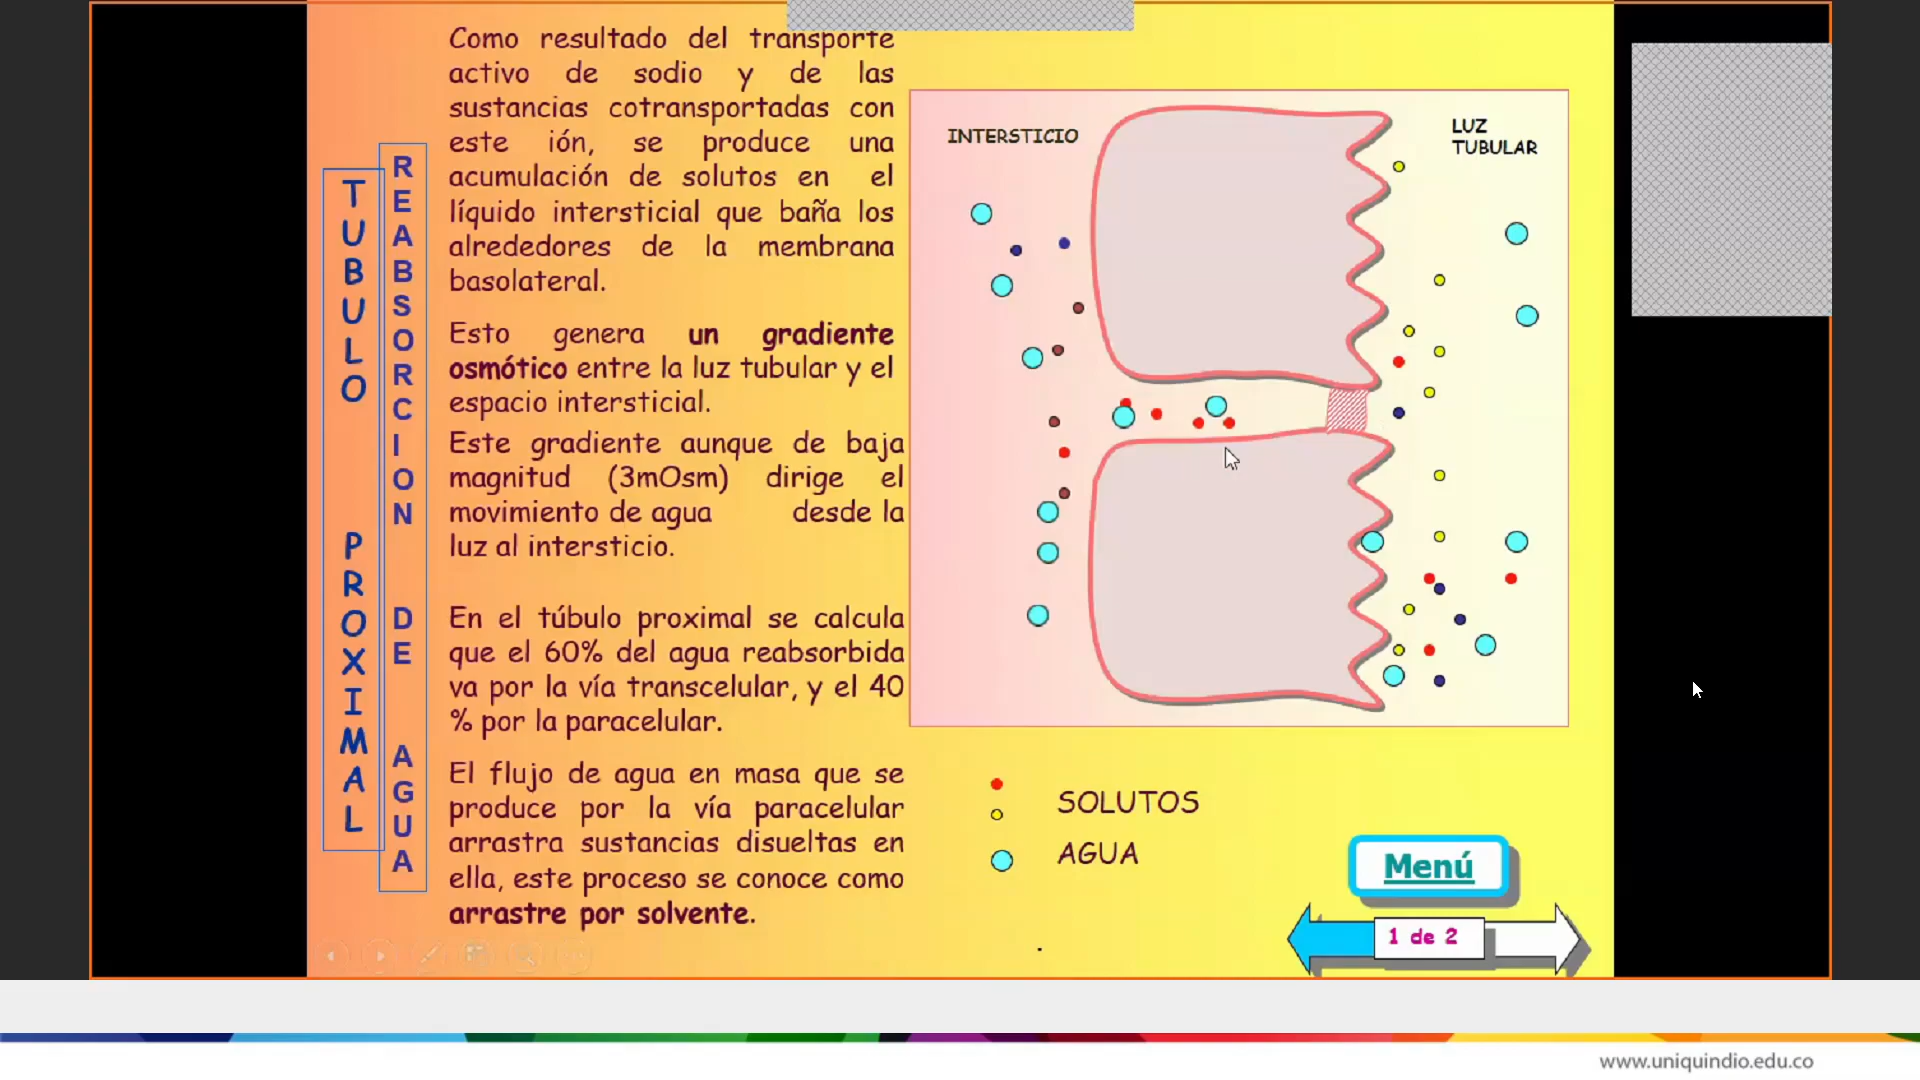 TUBULO PROXIMAL
REABSORCION DE AGUA
Como resultado del transporte
activo de sodio y de las
sustancias cotransportadas con
este ión, se produce una
acumulación de solutos en el
líquido intersticial que baña los
alrededores de la membrana
basolateral.
Esto genera un gradiente
osmótico entre la luz tubular y el
espacio intersticial.
Este gradiente aunque de baja
magnitud (3mOsm) dirige el
movimiento de agua desde la
luz al intersticio.
En el túbulo proximal se calcula
que el 60% del agua reabsorbida
va por la vía transcelular, y el 40
% por la paracelular.
El flujo de agua en masa que se
produce por la vía paracelular
arrastra sustancias disueltas en
ella, este proceso se conoce como
arrastre por solvente.
INTERSTICIO
LUZ
TUBULAR
SOLUTOS
AGUA
Menú
1 de 2
www.uniquindio.edu.co